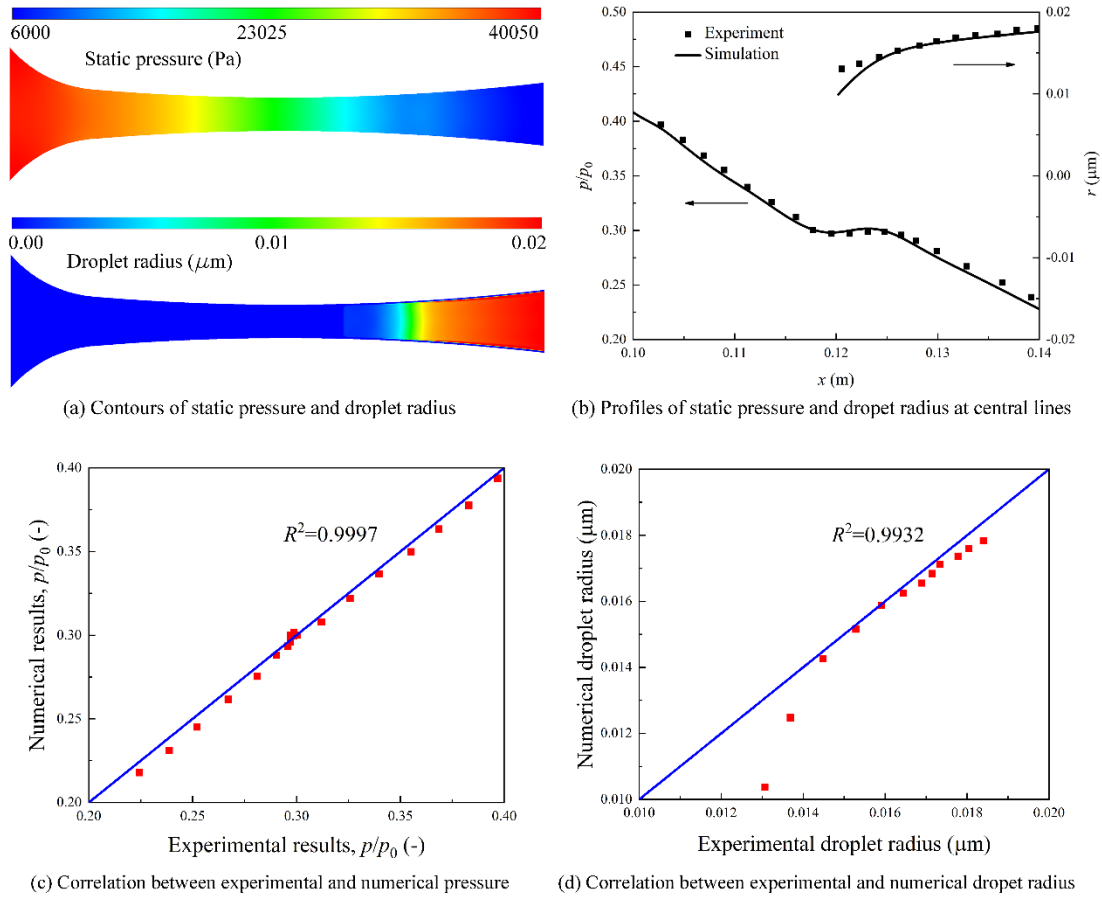 6000 23025 40050
Static pressure (Pa)
0.00 0.01 0.02
Droplet radius (μm)
(a) Contours of static pressure and droplet radius
Experiment
Simulation
0.50
0.45
0.40
0.35
0.30
0.25
0.20
p/p0
0.02
0.01
0.00
-0.01
-0.02
r (μm)
0.10 0.11 0.12 0.13 0.14
x (m)
(b) Profiles of static pressure and dropet radius at central lines
0.40
0.35
0.30
0.25
0.20
Numerical results, p/p0 (-)
R²=0.9997
0.20 0.25 0.30 0.35 0.40
Experimental results, p/p0 (-)
(c) Correlation between experimental and numerical pressure
0.020
0.018
0.016
0.014
0.012
0.010
Numerical droplet radius (μm)
R²=0.9932
0.010 0.012 0.014 0.016 0.018 0.020
Experimental droplet radius (μm)
(d) Correlation between experimental and numerical dropet radius